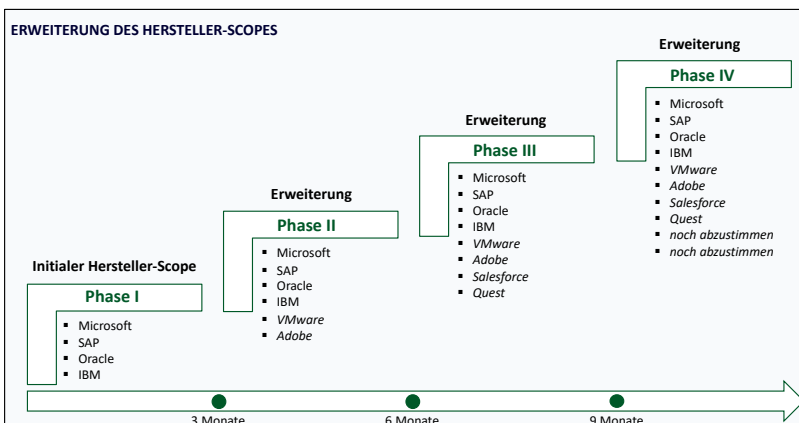 ERWEITERUNG DES HERSTELLER-SCOPES
Initialer Hersteller-Scope
Phase I
Microsoft
SAP
Oracle
IBM
Erweiterung
Phase II
Microsoft
SAP
Oracle
IBM
VMware
Adobe
Erweiterung
Phase III
Microsoft
SAP
Oracle
IBM
VMware
Adobe
Salesforce
Quest
Erweiterung
Phase IV
Microsoft
SAP
Oracle
IBM
VMware
Adobe
Salesforce
Quest
noch abzustimmen
noch abzustimmen
3 Monate
6 Monate
9 Monate